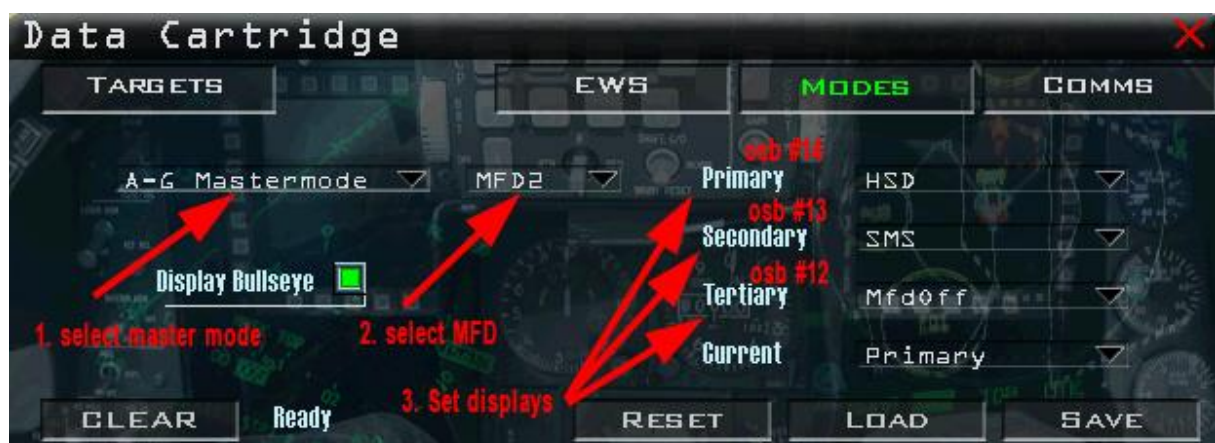 Data Cartridge
TARGETS EWS MODES COMMS
osb #14
A-G Mastermode MFD2 Primary HSD
osb #13
Secondary SMS
osb #12
Display Bullseye Tertiary MfdOff
1. select master mode 2. select MFD
Current Primary
3. Set displays
CLEAR Ready RESET LOAD SAVE